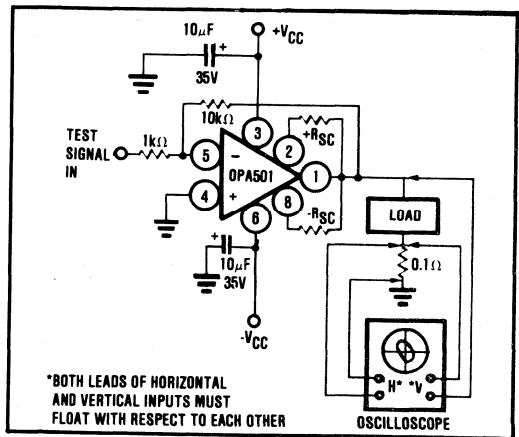 10μF
+
+VCC
35V
10kΩ
+RSC
TEST
SIGNAL
IN
1kΩ
3
2
5
-
OPA501
1
4
+
8
6
-RSC
LOAD
0.1Ω
10μF
+
35V
-VCC
H* *V
*BOTH LEADS OF HORIZONTAL
AND VERTICAL INPUTS MUST
FLOAT WITH RESPECT TO EACH OTHER
OSCILLOSCOPE